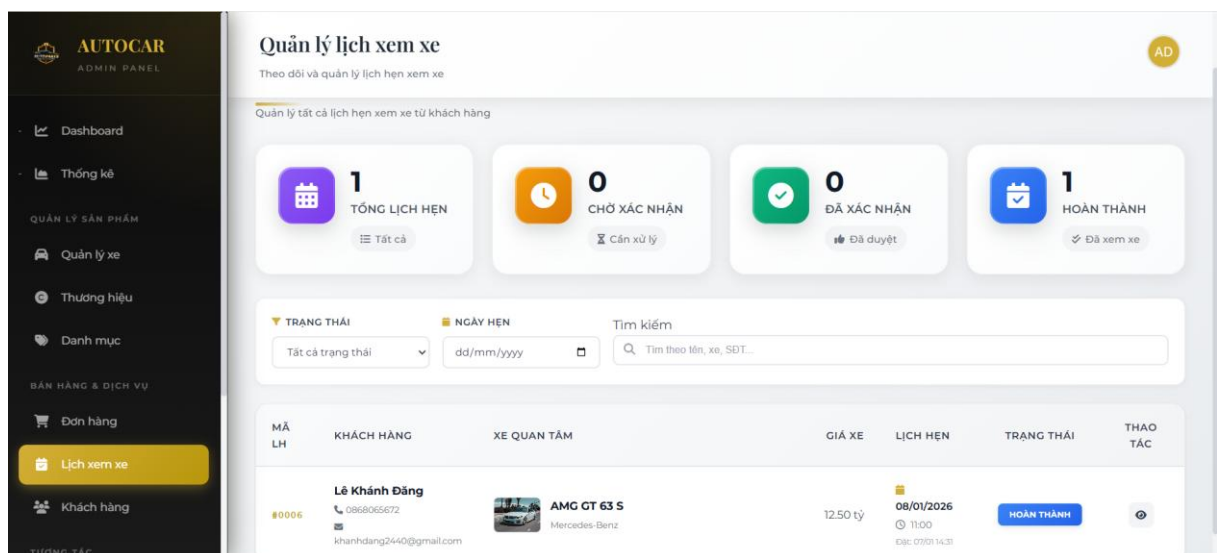 AUTOCAR
ADMIN PANEL
Dashboard
Thống kê
QUẢN LÝ SẢN PHẨM
Quản lý xe
Thương hiệu
Danh mục
BÁN HÀNG & DỊCH VỤ
Đơn hàng
Lịch xem xe
Khách hàng
TƯƠNG TÁC
Quản lý lịch xem xe
Theo dõi và quản lý lịch hẹn xem xe
AD
Quản lý tất cả lịch hẹn xem xe từ khách hàng
1
TỔNG LỊCH HẸN
Tất cả
0
CHỜ XÁC NHẬN
Cần xử lý
0
ĐÃ XÁC NHẬN
Đã duyệt
1
HOÀN THÀNH
Đã xem xe
TRẠNG THÁI
Tất cả trạng thái
NGÀY HẸN
dd/mm/yyyy
Tìm kiếm
Tìm theo tên, xe, SĐT...
MÃ LH
KHÁCH HÀNG
XE QUAN TÂM
GIÁ XE
LỊCH HẸN
TRẠNG THÁI
THAO TÁC
#0006
Lê Khánh Đăng
0868065672
khanhdang2440@gmail.com
AMG GT 63 S
Mercedes-Benz
12.50 tỷ
08/01/2026
11:00
Đặt: 07/01 14:31
HOÀN THÀNH